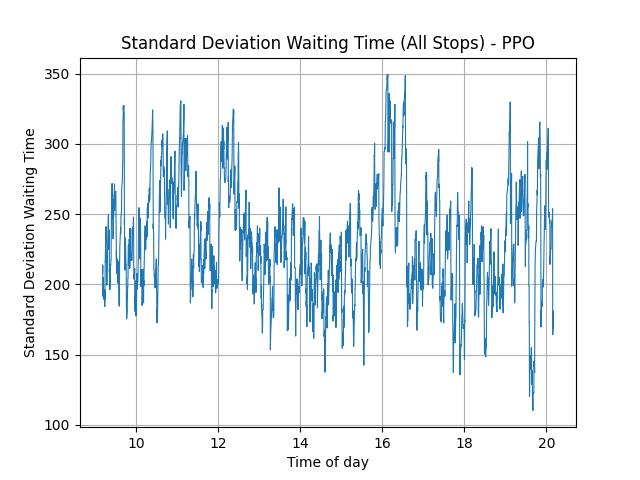 Standard Deviation Waiting Time (All Stops) - PPO
Standard Deviation Waiting Time
350
300
250
200
150
100
10 12 14 16 18 20
Time of day